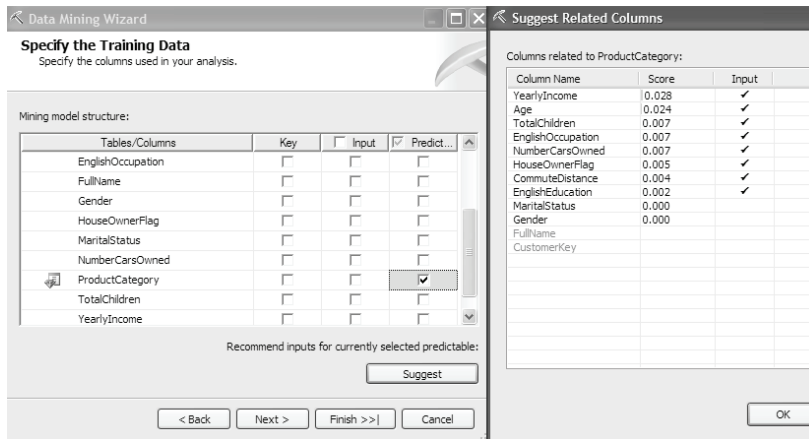 Data Mining Wizard
Specify the Training Data
Specify the columns used in your analysis.
Mining model structure:
Tables/Columns Key Input Predict...
EnglishOccupation
FullName
Gender
HouseOwnerFlag
MaritalStatus
NumberCarsOwned
ProductCategory
TotalChildren
YearlyIncome
Recommend inputs for currently selected predictable:
Suggest
< Back Next > Finish >>| Cancel
Suggest Related Columns
Columns related to ProductCategory:
Column Name Score Input
YearlyIncome 0.028
Age 0.024
TotalChildren 0.007
EnglishOccupation 0.007
NumberCarsOwned 0.007
HouseOwnerFlag 0.005
CommuteDistance 0.004
EnglishEducation 0.002
MaritalStatus 0.000
Gender 0.000
FullName
CustomerKey
OK